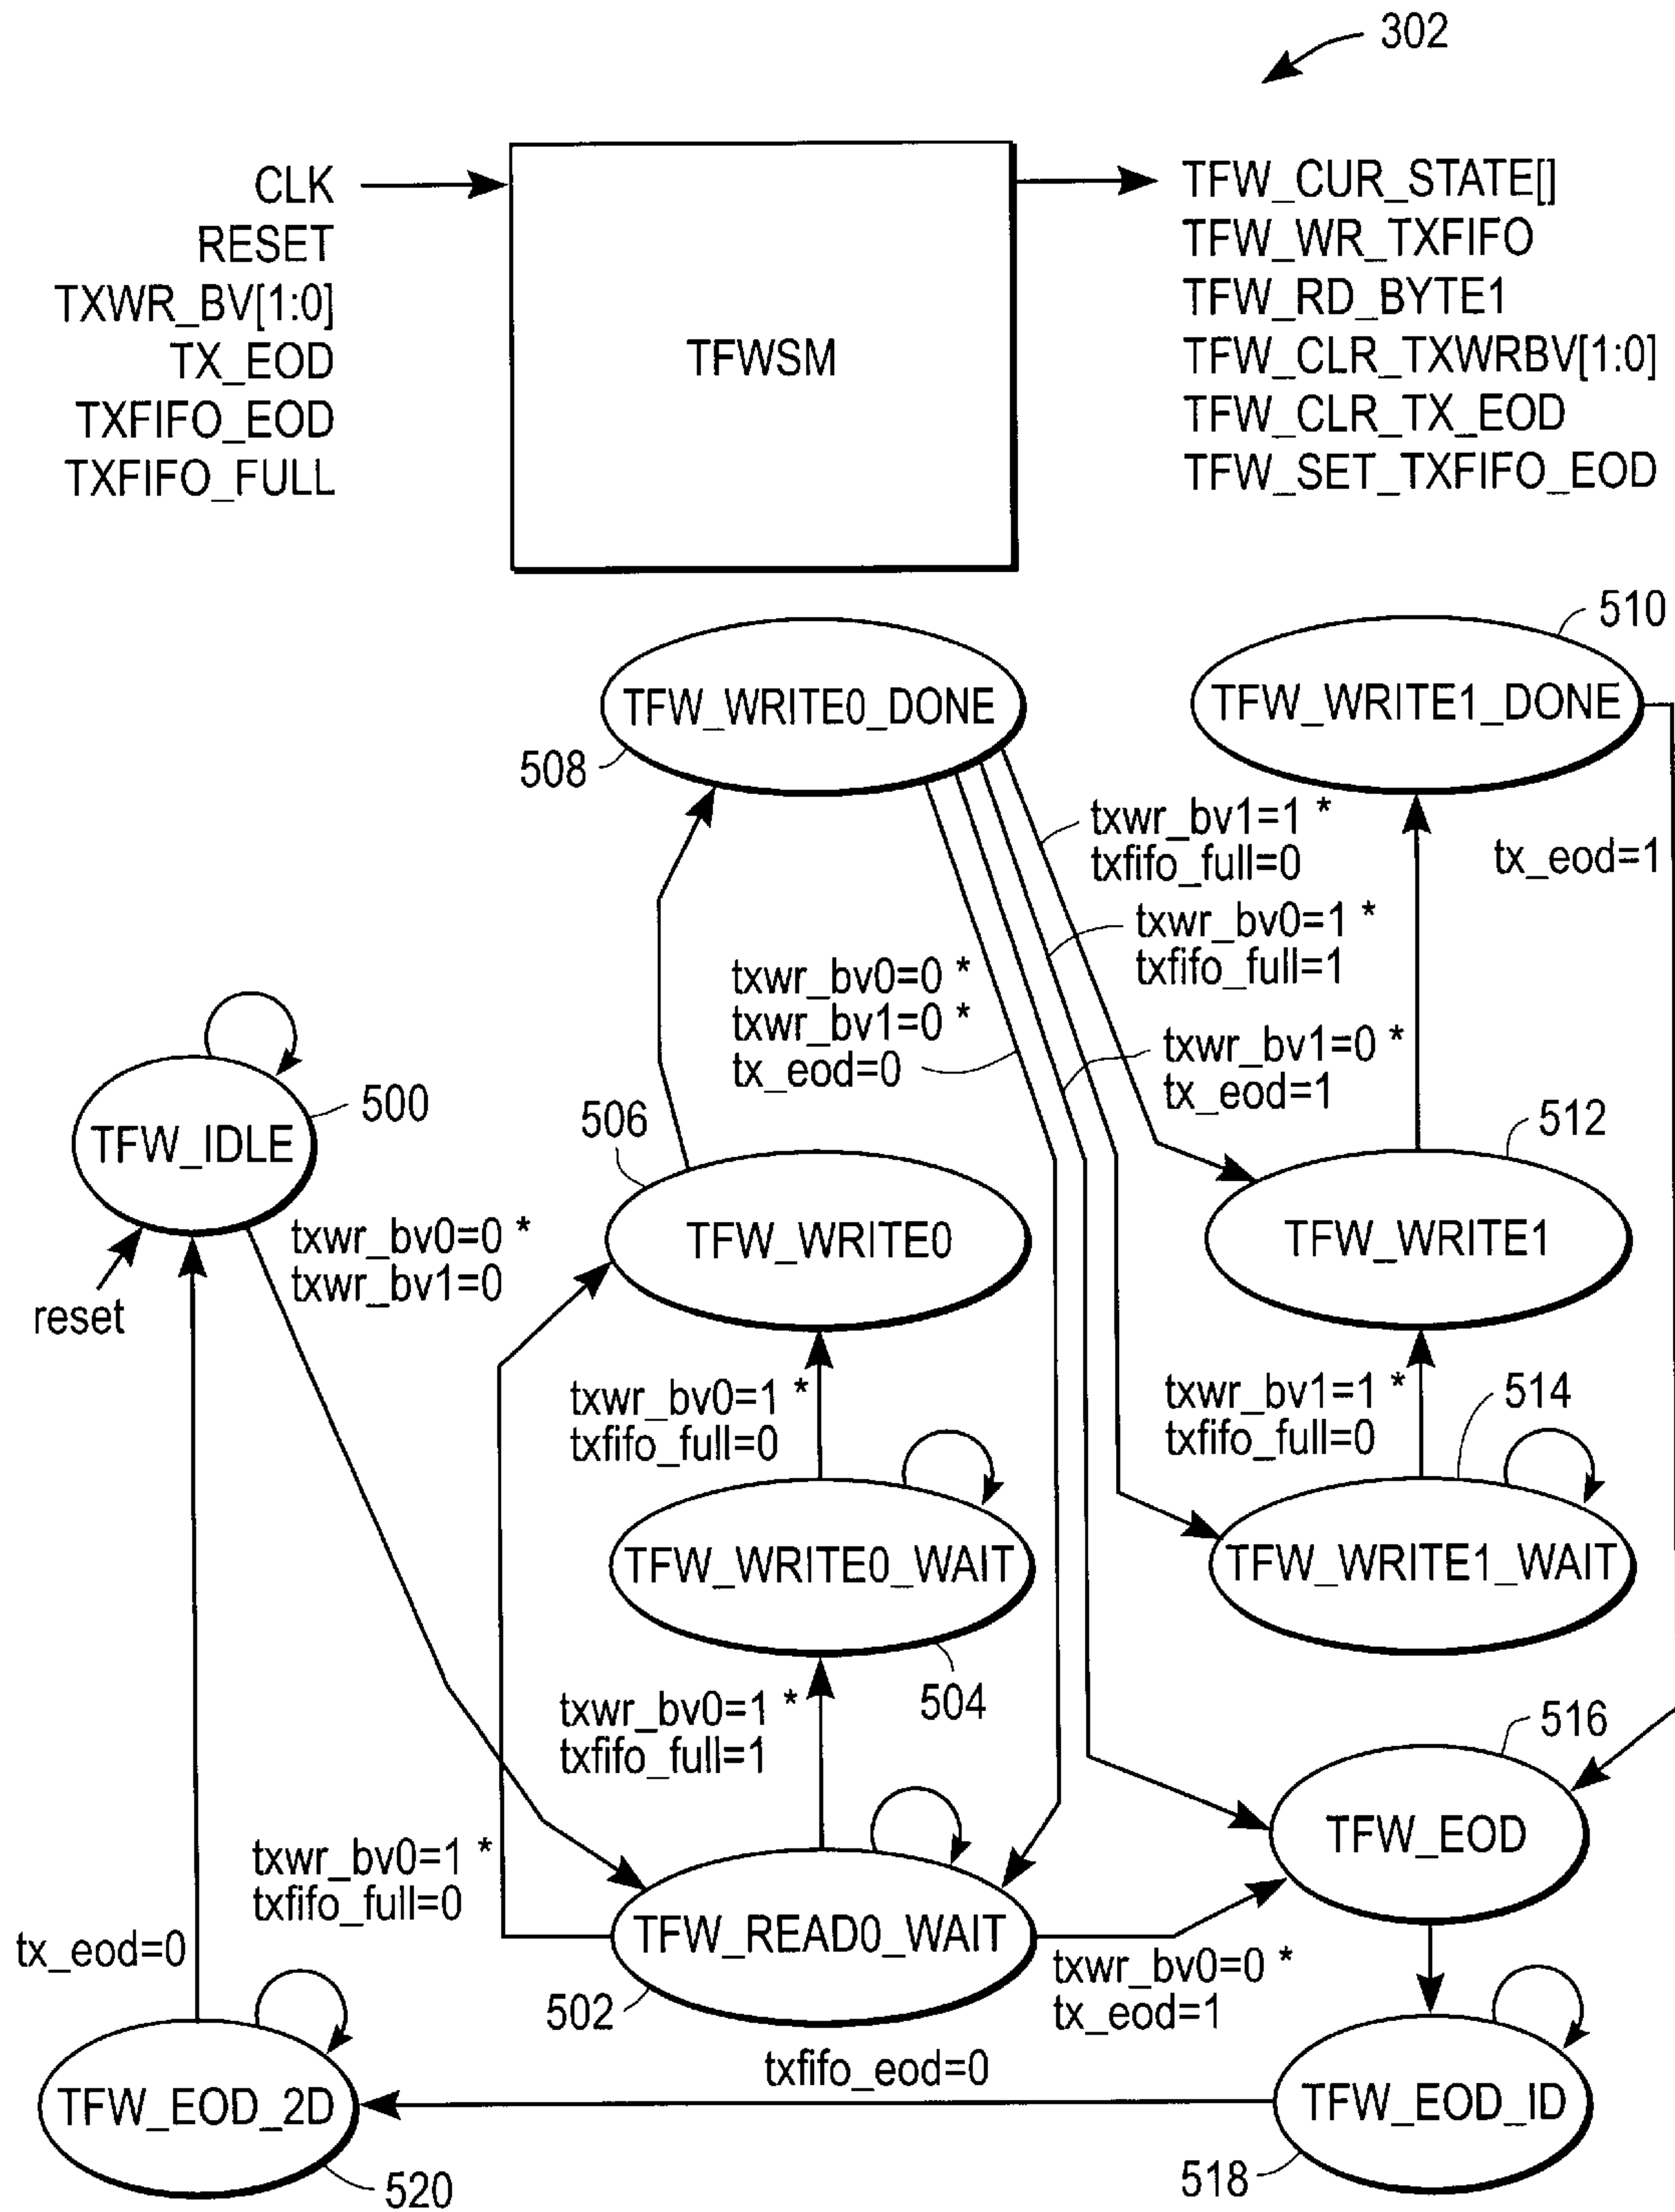 302
CLK
RESET
TXWR_BV[1:0]
TX_EOD
TXFIFO_EOD
TXFIFO_FULL
TFWSM
TFW_CUR_STATE[]
TFW_WR_TXFIFO
TFW_RD_BYTE1
TFW_CLR_TXWRBV[1:0]
TFW_CLR_TX_EOD
TFW_SET_TXFIFO_EOD
510
TFW_WRITE0_DONE
508
TFW_WRITE1_DONE
txwr_bv1=1 *
txfifo_full=0
tx_eod=1
txwr_bv0=1 *
txfifo_full=1
txwr_bv0=0 *
txwr_bv1=0 *
tx_eod=0
txwr_bv1=0 *
tx_eod=1
500
TFW_IDLE
506
512
txwr_bv0=0 *
txwr_bv1=0
reset
TFW_WRITE0
TFW_WRITE1
txwr_bv0=1 *
txfifo_full=0
txwr_bv1=1 *
txfifo_full=0
514
TFW_WRITE0_WAIT
504
TFW_WRITE1_WAIT
txwr_bv0=1 *
txfifo_full=1
516
TFW_EOD
txwr_bv0=1 *
txfifo_full=0
TFW_READ0_WAIT
502
tx_eod=0
txwr_bv0=0 *
tx_eod=1
txfifo_eod=0
TFW_EOD_2D
520
TFW_EOD_ID
518